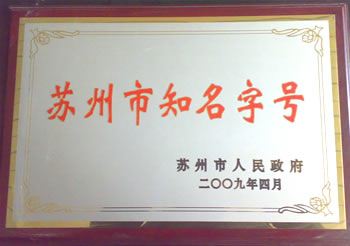 苏州市知名字号
苏州市人民政府
二〇〇九年四月